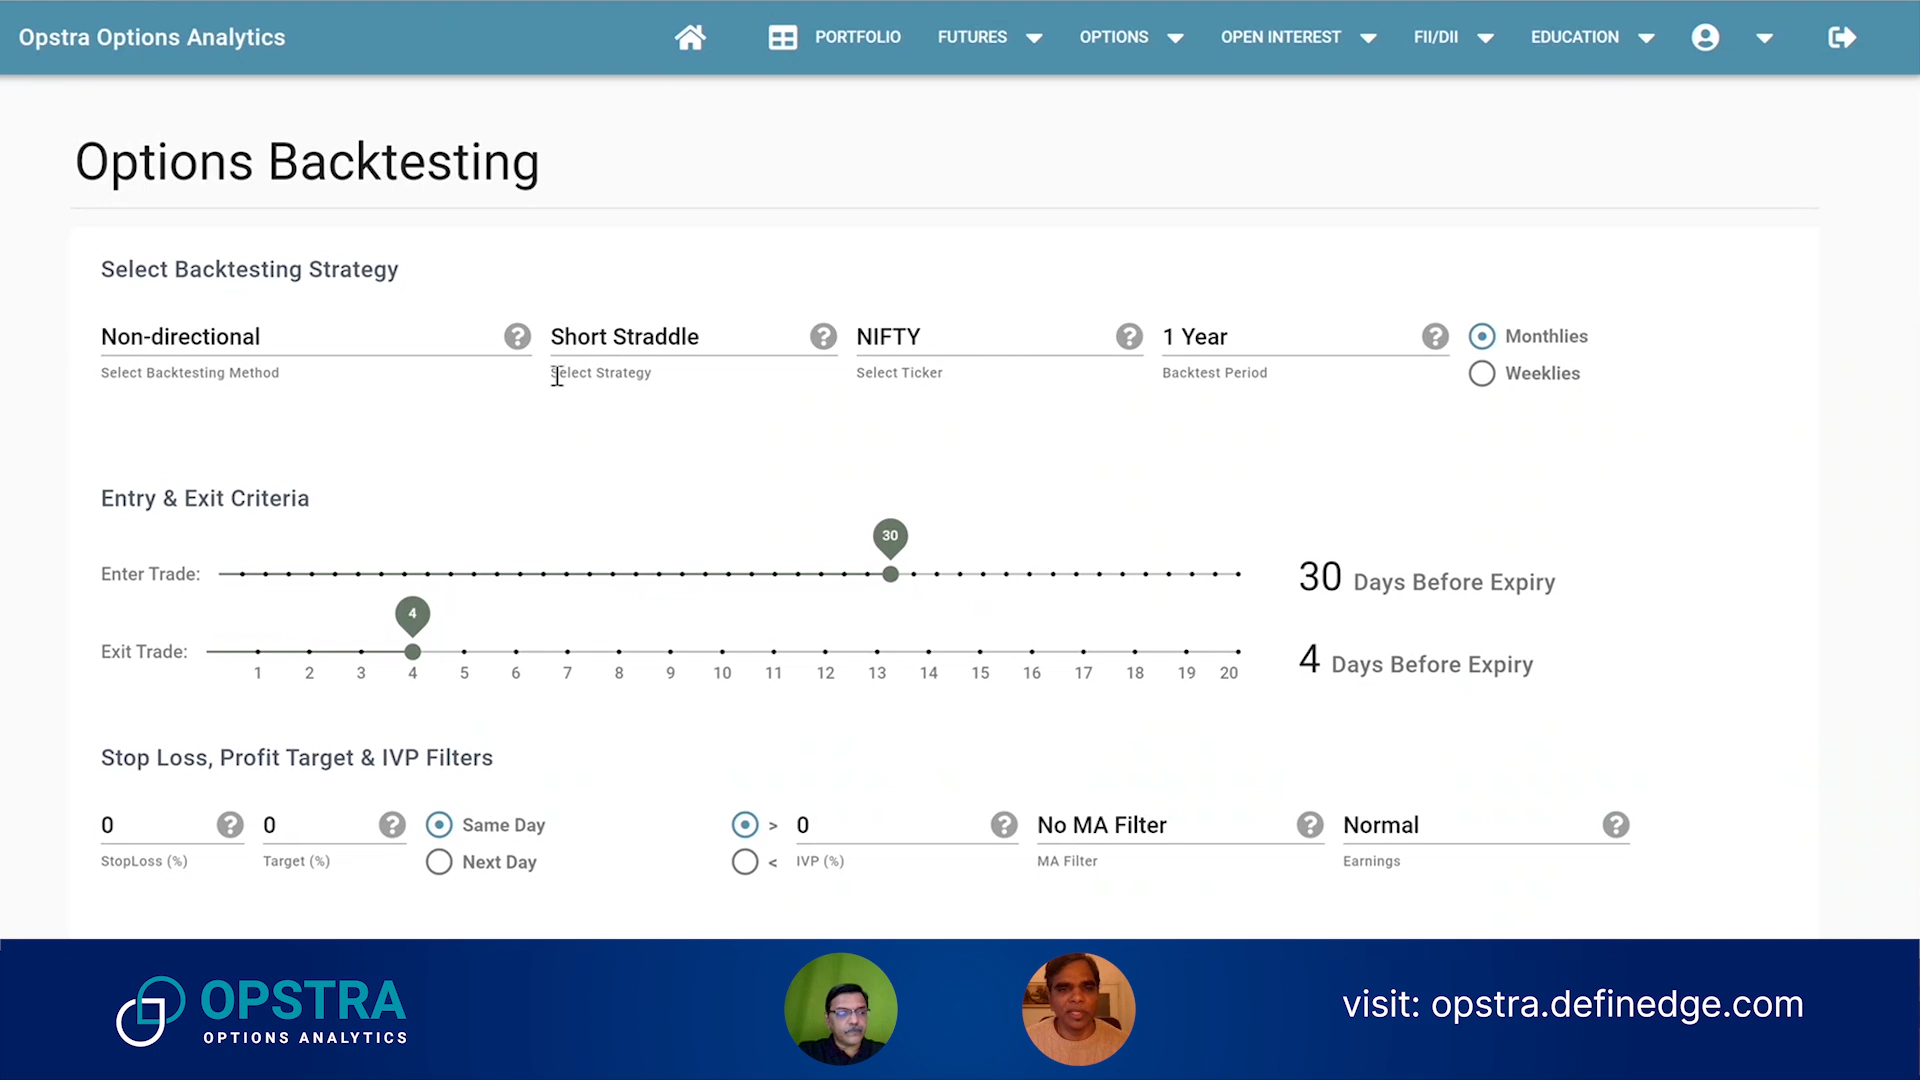 Opstra Options Analytics
PORTFOLIO FUTURES OPTIONS OPEN INTEREST FII/DII EDUCATION
Options Backtesting
Select Backtesting Strategy
Non-directional ? Short Straddle ? NIFTY ? 1 Year ? Monthlies
Select Backtesting Method Select Strategy Select Ticker Backtest Period Weeklies
Entry & Exit Criteria
30
Enter Trade: 30 Days Before Expiry
4
Exit Trade: 4 Days Before Expiry
1 2 3 4 5 6 7 8 9 10 11 12 13 14 15 16 17 18 19 20
Stop Loss, Profit Target & IVP Filters
0 ? 0 ? Same Day > 0 ? No MA Filter ? Normal ?
StopLoss (%) Target (%) Next Day < IVP (%) MA Filter Earnings
OPSTRA
OPTIONS ANALYTICS
visit: opstra.definedge.com